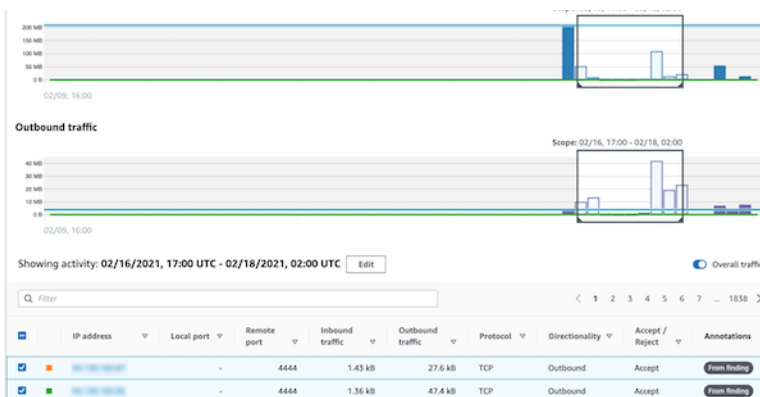 200 MB
150 MB
100 MB
50 MB
0 B
02/09, 16:00
Outbound traffic
Scope: 02/16, 17:00 - 02/18, 02:00
40 MB
30 MB
20 MB
10 MB
0 B
02/09, 16:00
Showing activity: 02/16/2021, 17:00 UTC - 02/18/2021, 02:00 UTC Edit Overall traffic
Filter 1 2 3 4 5 6 7 ... 1838
IP address Local port Remote port Inbound traffic Outbound traffic Protocol Directionality Accept / Reject Annotations
- 4444 1.43 kB 27.6 kB TCP Outbound Accept From finding
- 4444 1.36 kB 47.4 kB TCP Outbound Accept From finding